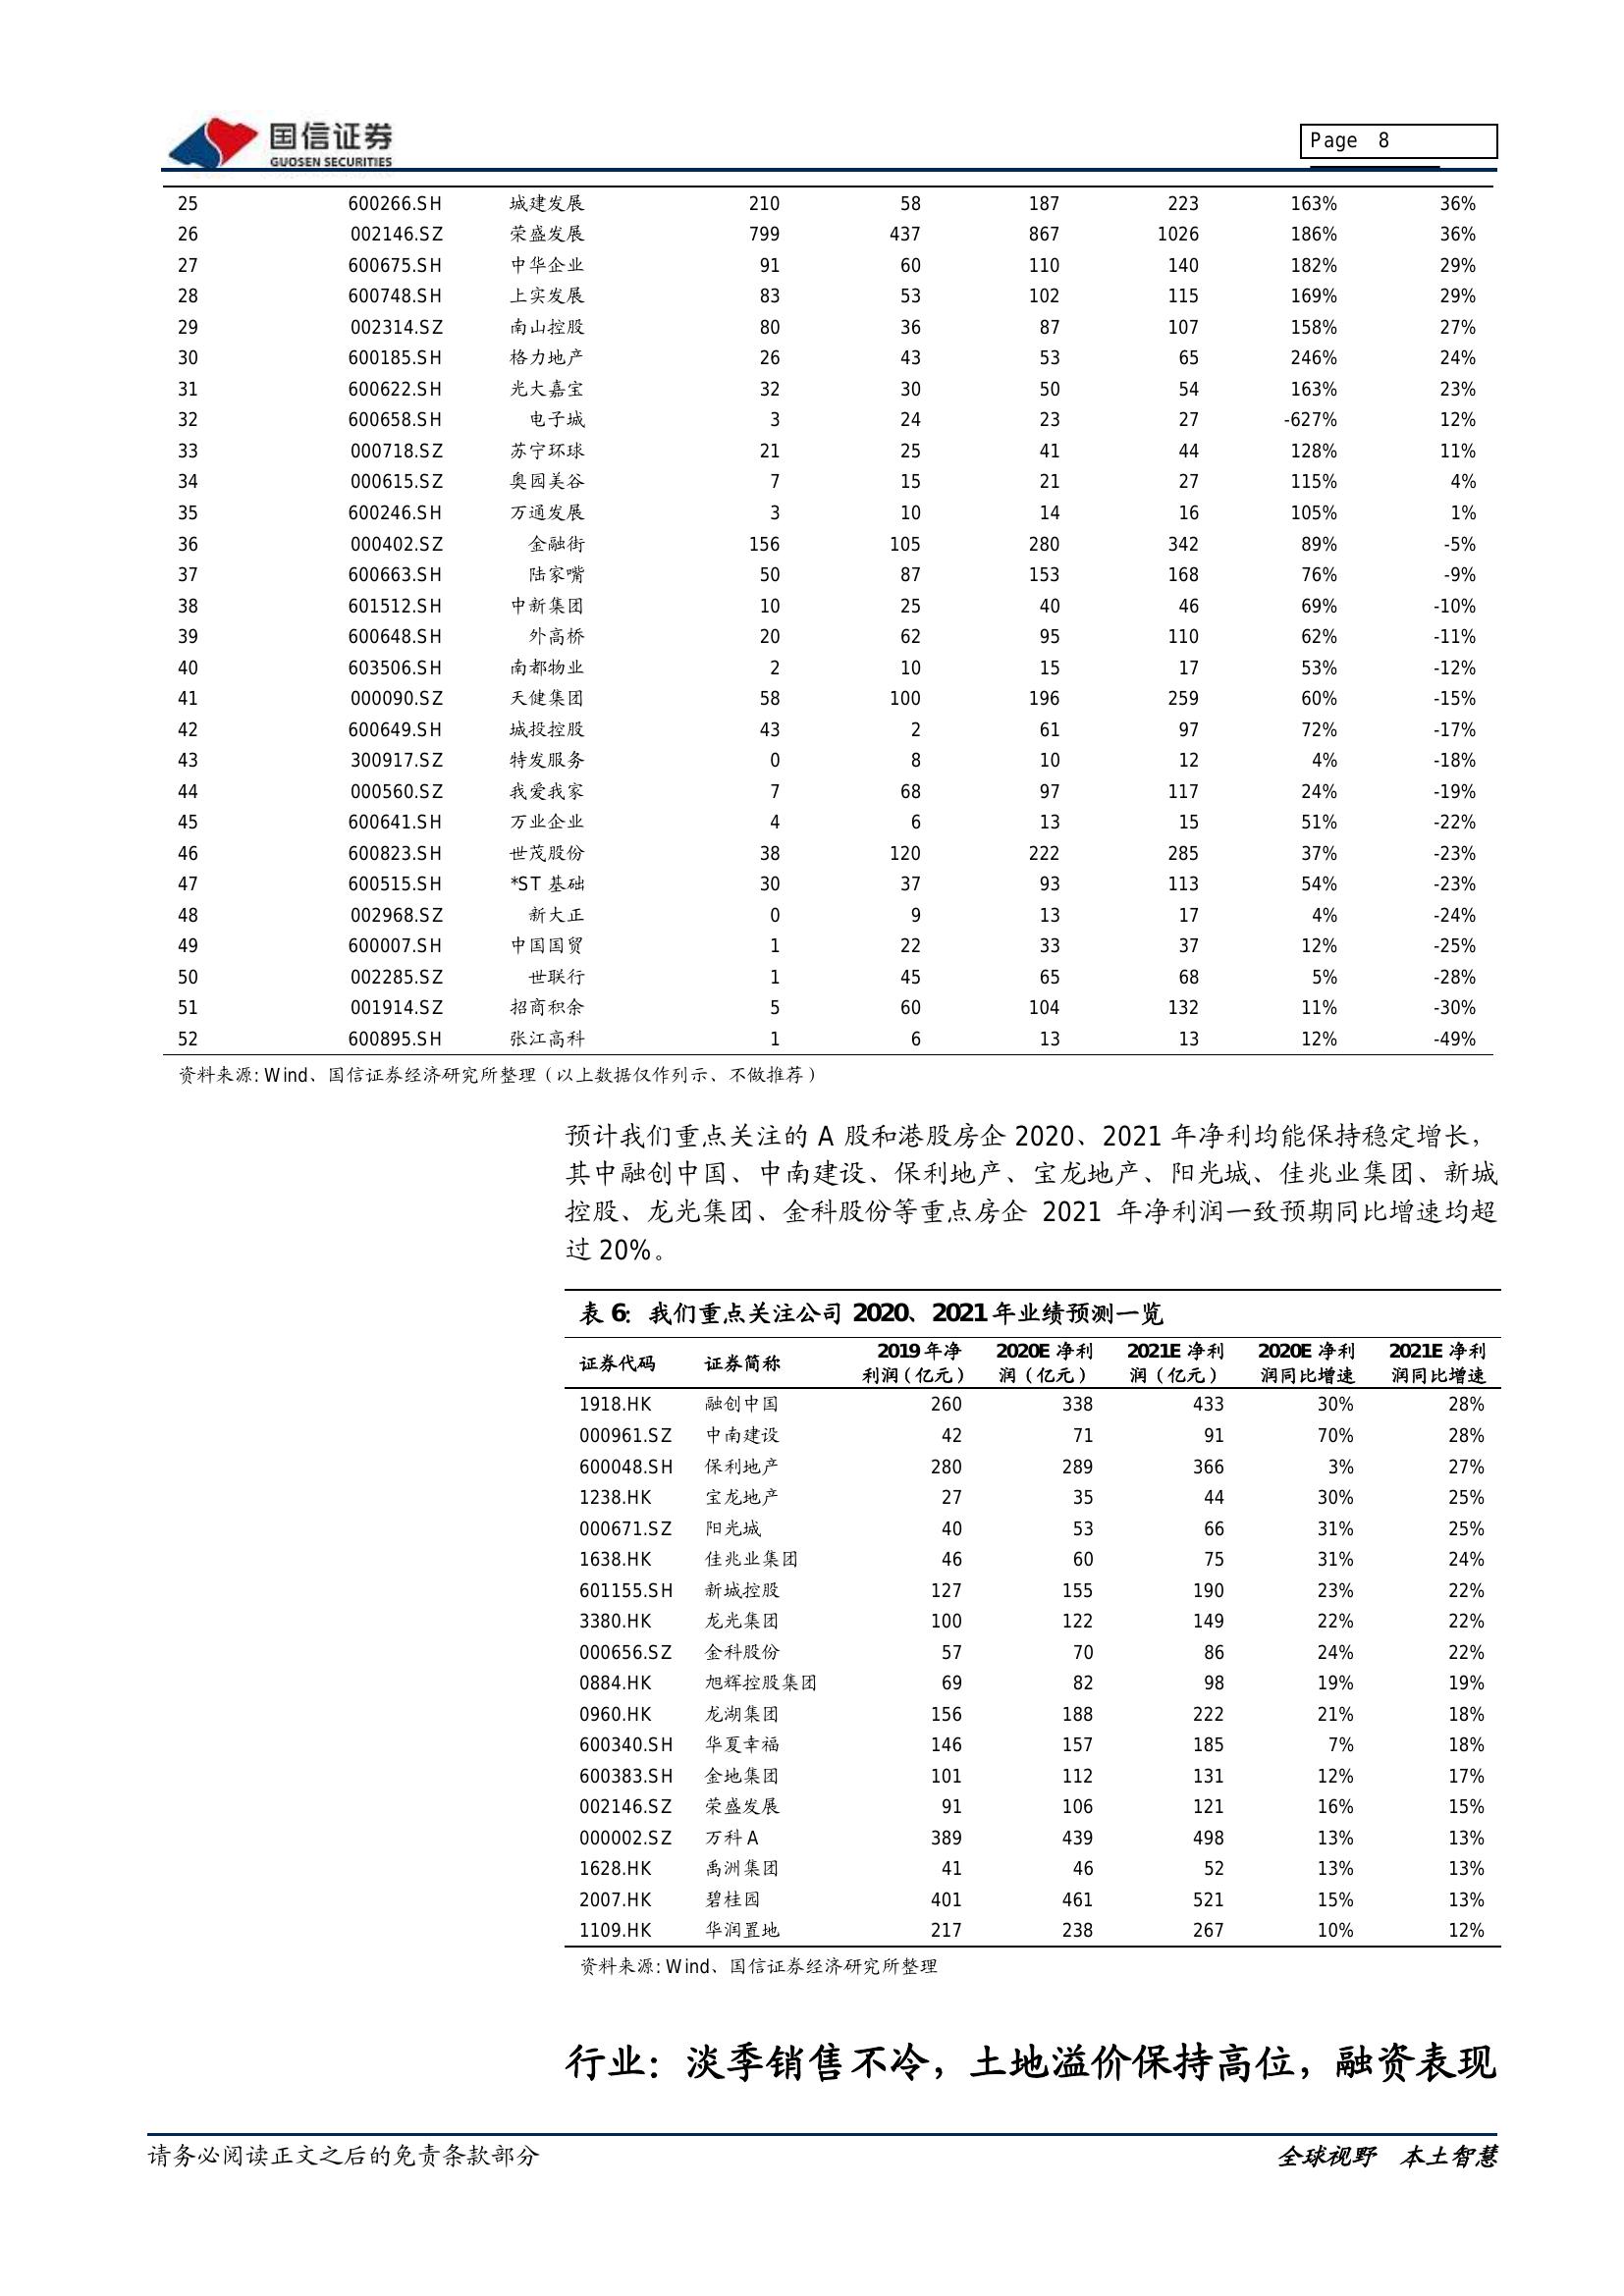 国信证券
GUOSEN SECURITIES
Page 8
25 600266.SH 城建发展 210 58 187 223 163% 36%
26 002146.SZ 荣盛发展 799 437 867 1026 186% 36%
27 600675.SH 中华企业 91 60 110 140 182% 29%
28 600748.SH 上实发展 83 53 102 115 169% 29%
29 002314.SZ 南山控股 80 36 87 107 158% 27%
30 600185.SH 格力地产 26 43 53 65 246% 24%
31 600622.SH 光大嘉宝 32 30 50 54 163% 23%
32 600658.SH 电子城 3 24 23 27 -627% 12%
33 000718.SZ 苏宁环球 21 25 41 44 128% 11%
34 000615.SZ 奥园美谷 7 15 21 27 115% 4%
35 600246.SH 万通发展 3 10 14 16 105% 1%
36 000402.SZ 金融街 156 105 280 342 89% -5%
37 600663.SH 陆家嘴 50 87 153 168 76% -9%
38 601512.SH 中新集团 10 25 40 46 69% -10%
39 600648.SH 外高桥 20 62 95 110 62% -11%
40 603506.SH 南都物业 2 10 15 17 53% -12%
41 000090.SZ 天健集团 58 100 196 259 60% -15%
42 600649.SH 城投控股 43 2 61 97 72% -17%
43 300917.SZ 特发服务 0 8 10 12 4% -18%
44 000560.SZ 我爱我家 7 68 97 117 24% -19%
45 600641.SH 万业企业 4 6 13 15 51% -22%
46 600823.SH 世茂股份 38 120 222 285 37% -23%
47 600515.SH *ST 基础 30 37 93 113 54% -23%
48 002968.SZ 新大正 0 9 13 17 4% -24%
49 600007.SH 中国国贸 1 22 33 37 12% -25%
50 002285.SZ 世联行 1 45 65 68 5% -28%
51 001914.SZ 招商积余 5 60 104 132 11% -30%
52 600895.SH 张江高科 1 6 13 13 12% -49%
资料来源: Wind、国信证券经济研究所整理（以上数据仅作列示、不做推荐）
预计我们重点关注的 A 股和港股房企 2020、2021 年净利均能保持稳定增长，
其中融创中国、中南建设、保利地产、宝龙地产、阳光城、佳兆业集团、新城
控股、龙光集团、金科股份等重点房企 2021 年净利润一致预期同比增速均超
过 20%。
表 6: 我们重点关注公司 2020、2021 年业绩预测一览
证券代码 证券简称 2019 年净利润（亿元） 2020E 净利润（亿元） 2021E 净利润（亿元） 2020E 净利润同比增速 2021E 净利润同比增速
1918.HK 融创中国 260 338 433 30% 28%
000961.SZ 中南建设 42 71 91 70% 28%
600048.SH 保利地产 280 289 366 3% 27%
1238.HK 宝龙地产 27 35 44 30% 25%
000671.SZ 阳光城 40 53 66 31% 25%
1638.HK 佳兆业集团 46 60 75 31% 24%
601155.SH 新城控股 127 155 190 23% 22%
3380.HK 龙光集团 100 122 149 22% 22%
000656.SZ 金科股份 57 70 86 24% 22%
0884.HK 旭辉控股集团 69 82 98 19% 19%
0960.HK 龙湖集团 156 188 222 21% 18%
600340.SH 华夏幸福 146 157 185 7% 18%
600383.SH 金地集团 101 112 131 12% 17%
002146.SZ 荣盛发展 91 106 121 16% 15%
000002.SZ 万科 A 389 439 498 13% 13%
1628.HK 禹洲集团 41 46 52 13% 13%
2007.HK 碧桂园 401 461 521 15% 13%
1109.HK 华润置地 217 238 267 10% 12%
资料来源: Wind、国信证券经济研究所整理
行业：淡季销售不冷，土地溢价保持高位，融资表现
请务必阅读正文之后的免责条款部分
全球视野 本土智慧